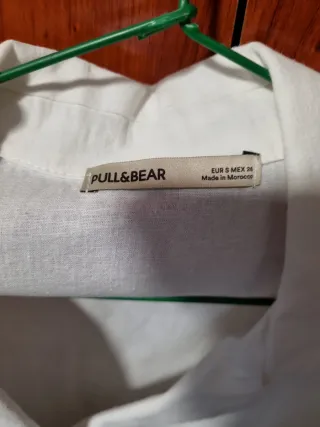 PULL&BEAR
EUR S MEX 26
Made in Morocco